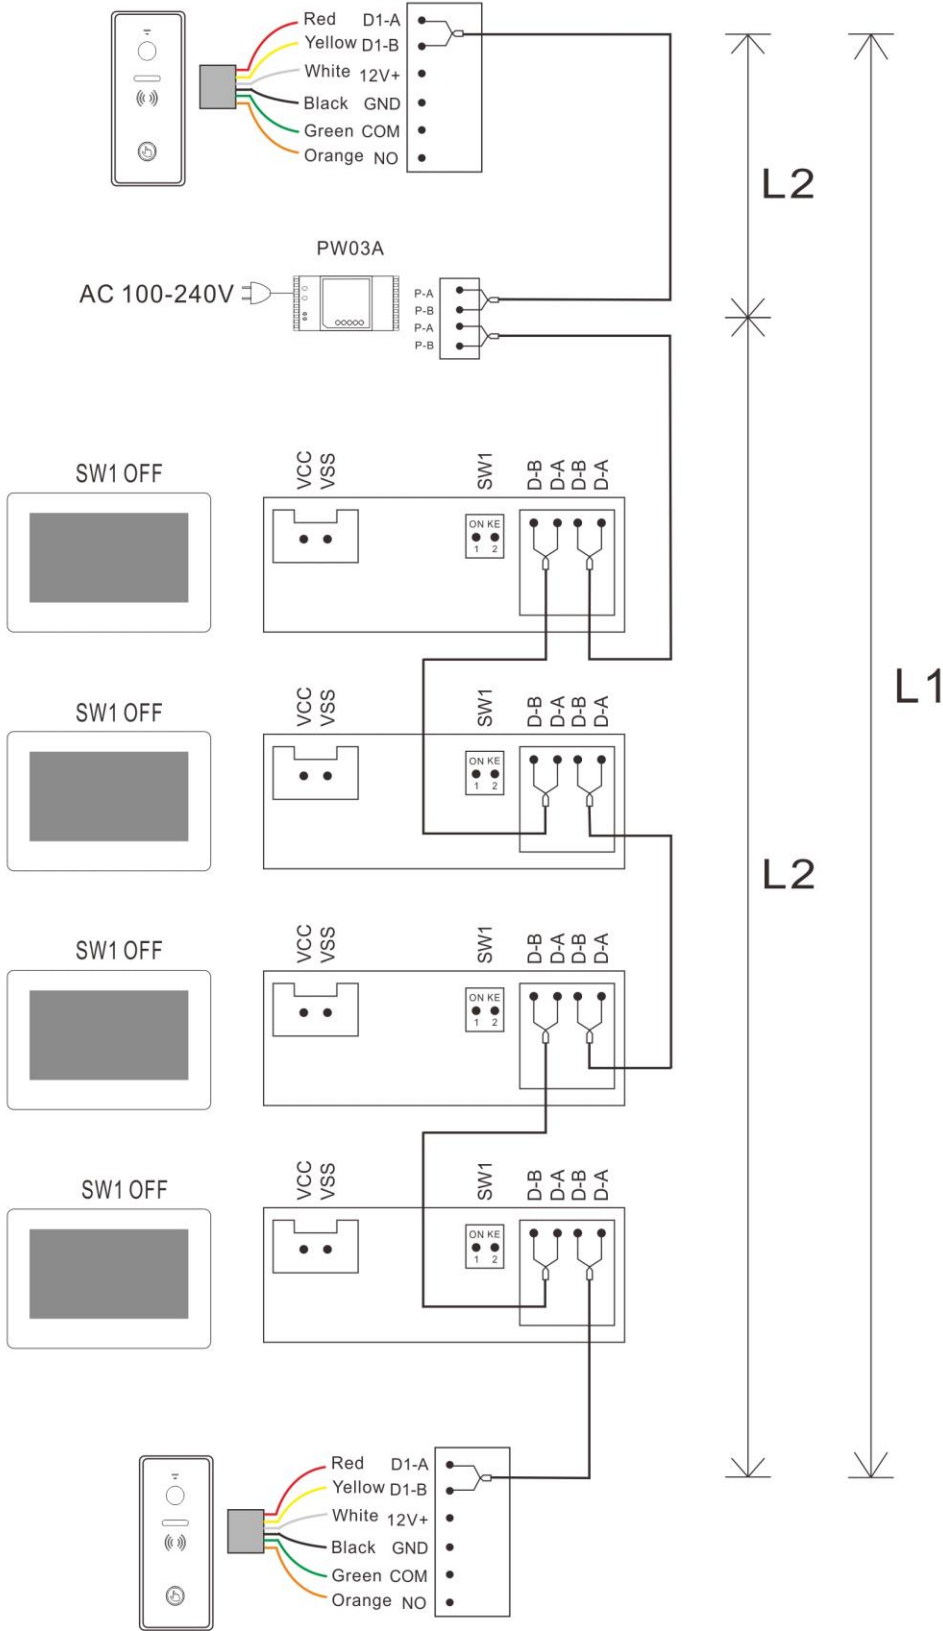 Red D1-A
Yellow D1-B
White 12V+
Black GND
Green COM
Orange NO
L2
PW03A
AC 100-240V
P-A
P-B
P-A
P-B
SW1 OFF
VCC
VSS
SW1
D-B
D-A
D-B
D-A
ON KE
1 2
L1
SW1 OFF
VCC
VSS
SW1
D-B
D-A
D-B
D-A
ON KE
1 2
L2
SW1 OFF
VCC
VSS
SW1
D-B
D-A
D-B
D-A
ON KE
1 2
SW1 OFF
VCC
VSS
SW1
D-B
D-A
D-B
D-A
ON KE
1 2
Red D1-A
Yellow D1-B
White 12V+
Black GND
Green COM
Orange NO